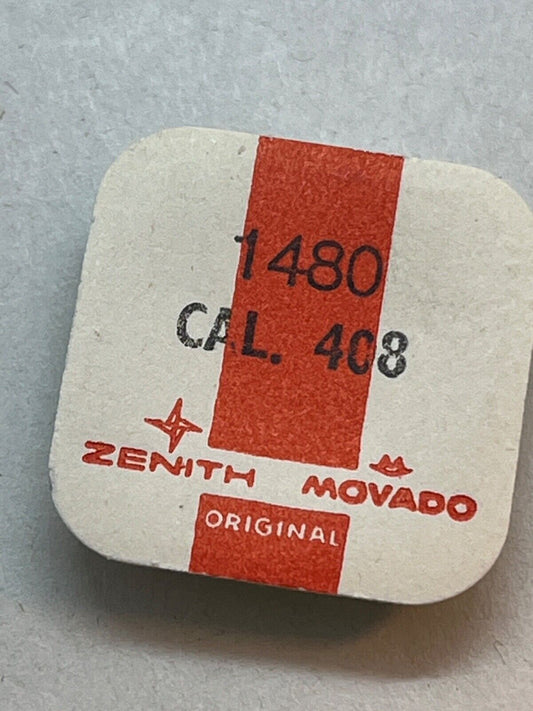 1480
CAL. 408
ZENITH MOVADO
ORIGINAL